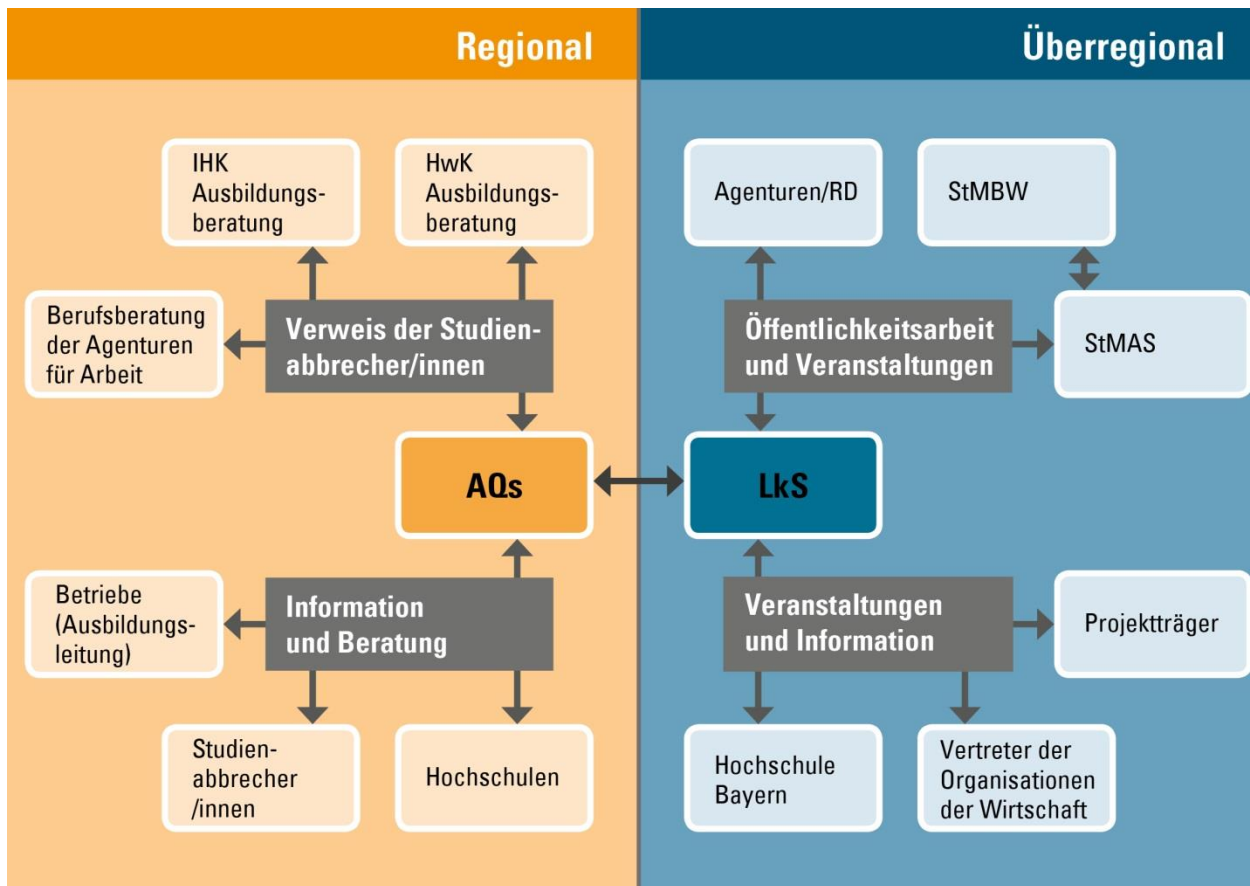 Regional
Überregional
IHK
Ausbildungs-
beratung
HwK
Ausbildungs-
beratung
Berufsberatung
der Agenturen
für Arbeit
Verweis der Studien-
abbrecher/innen
AQs
Betriebe
(Ausbildungs-
leitung)
Information
und Beratung
Studien-
abbrecher
/innen
Hochschulen
Agenturen/RD
StMBW
Öffentlichkeitsarbeit
und Veranstaltungen
StMAS
LkS
Veranstaltungen
und Information
Projektträger
Hochschule
Bayern
Vertreter der
Organisationen
der Wirtschaft